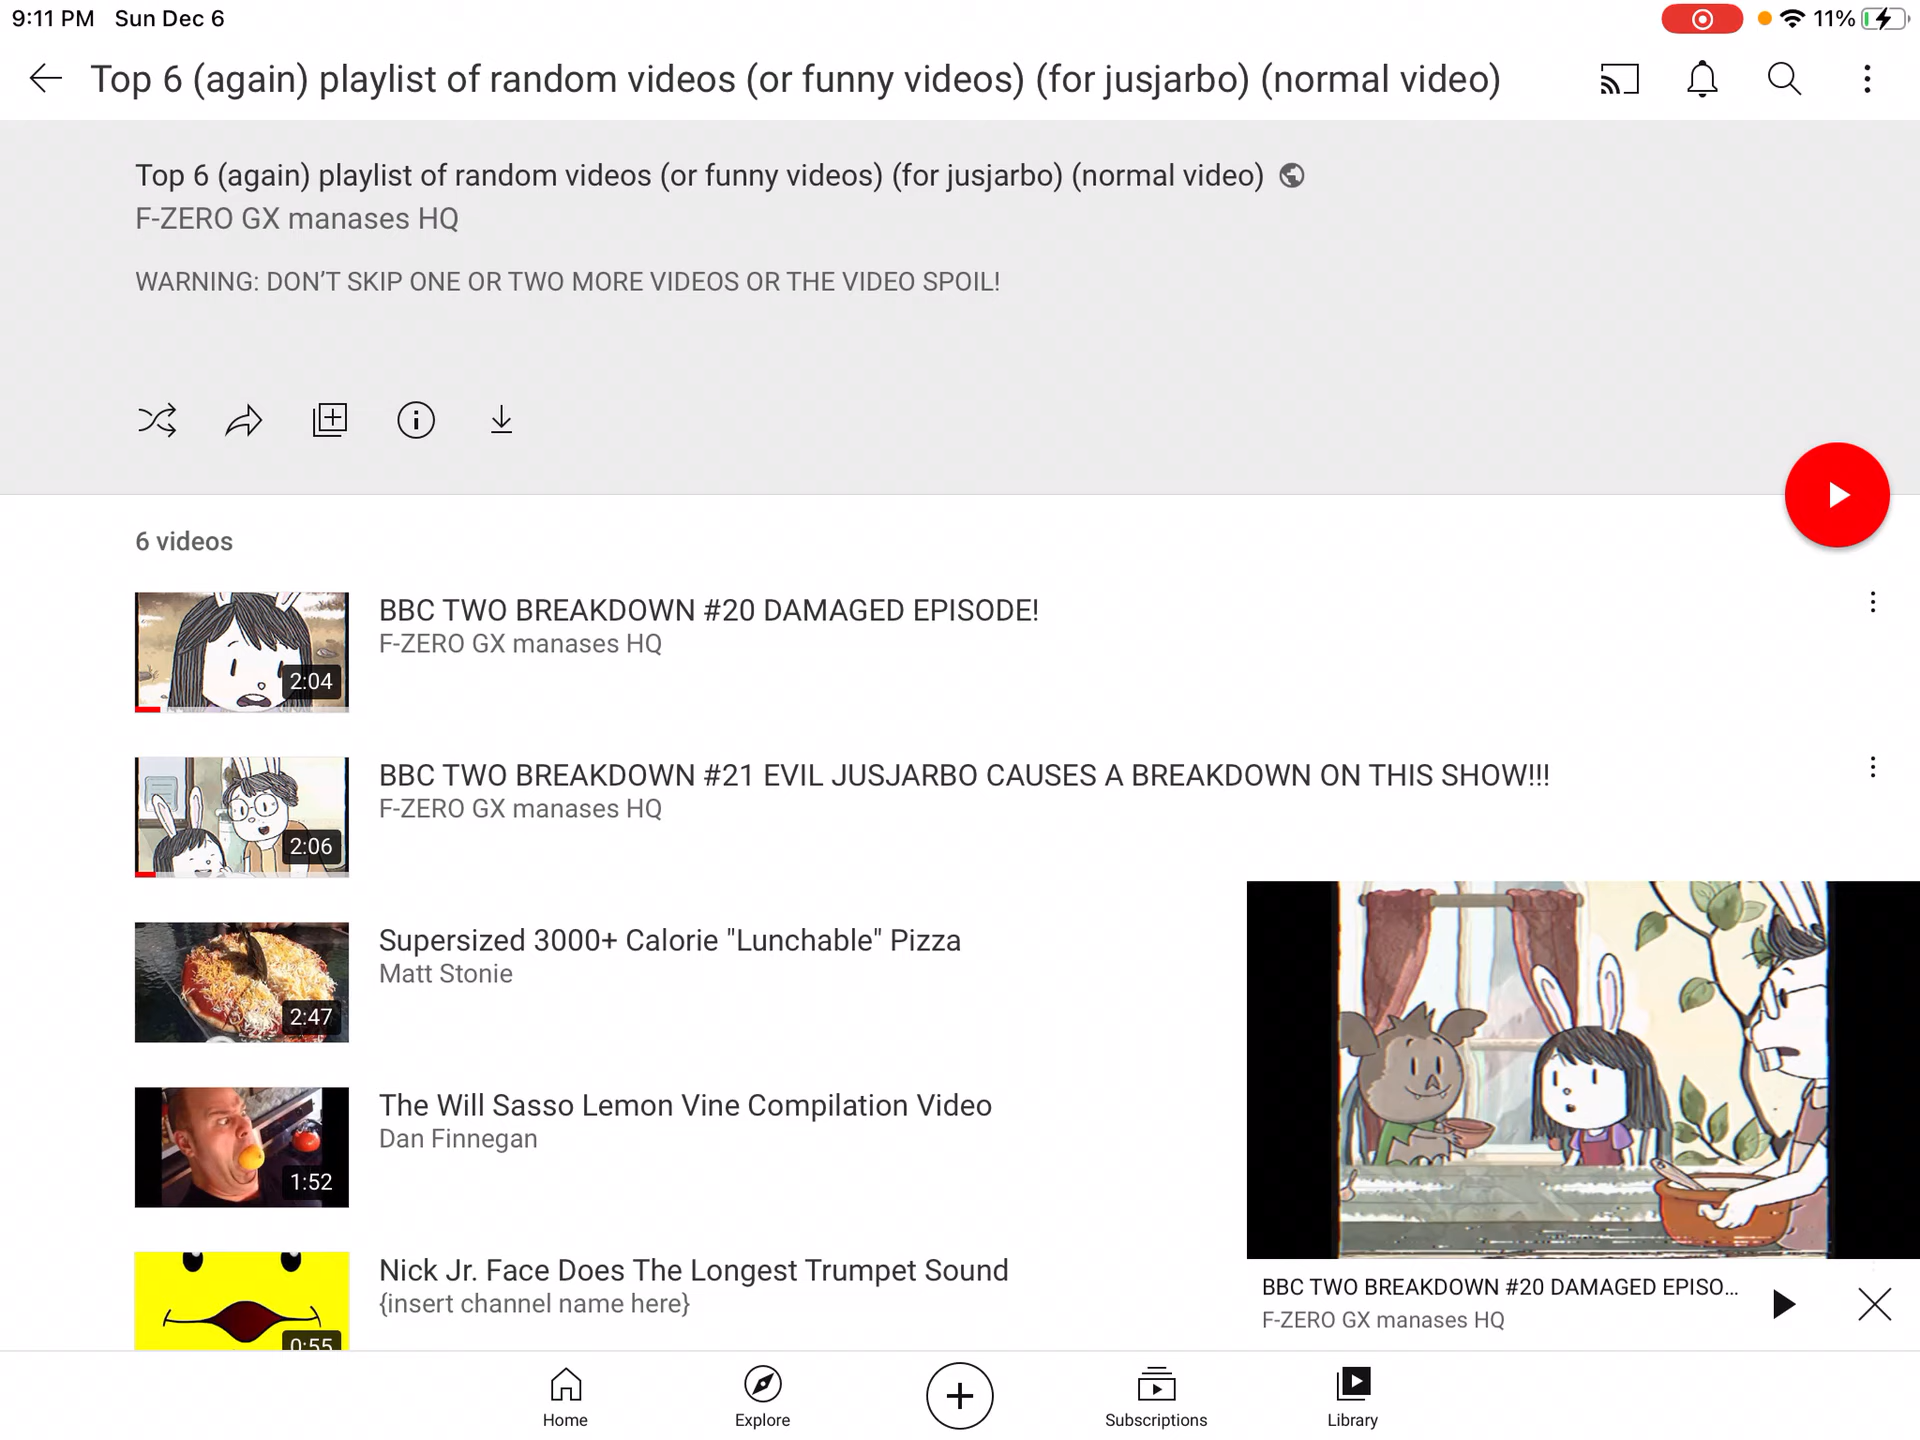 9:11 PM Sun Dec 6 11%
Top 6 (again) playlist of random videos (or funny videos) (for jusjarbo) (normal video)
Top 6 (again) playlist of random videos (or funny videos) (for jusjarbo) (normal video)
F-ZERO GX manases HQ
WARNING: DON’T SKIP ONE OR TWO MORE VIDEOS OR THE VIDEO SPOIL!
6 videos
BBC TWO BREAKDOWN #20 DAMAGED EPISODE!
F-ZERO GX manases HQ
2:04
BBC TWO BREAKDOWN #21 EVIL JUSJARBO CAUSES A BREAKDOWN ON THIS SHOW!!!
F-ZERO GX manases HQ
2:06
Supersized 3000+ Calorie "Lunchable" Pizza
Matt Stonie
2:47
The Will Sasso Lemon Vine Compilation Video
Dan Finnegan
1:52
Nick Jr. Face Does The Longest Trumpet Sound
{insert channel name here}
0:55
BBC TWO BREAKDOWN #20 DAMAGED EPISO...
F-ZERO GX manases HQ
Home Explore Subscriptions Library